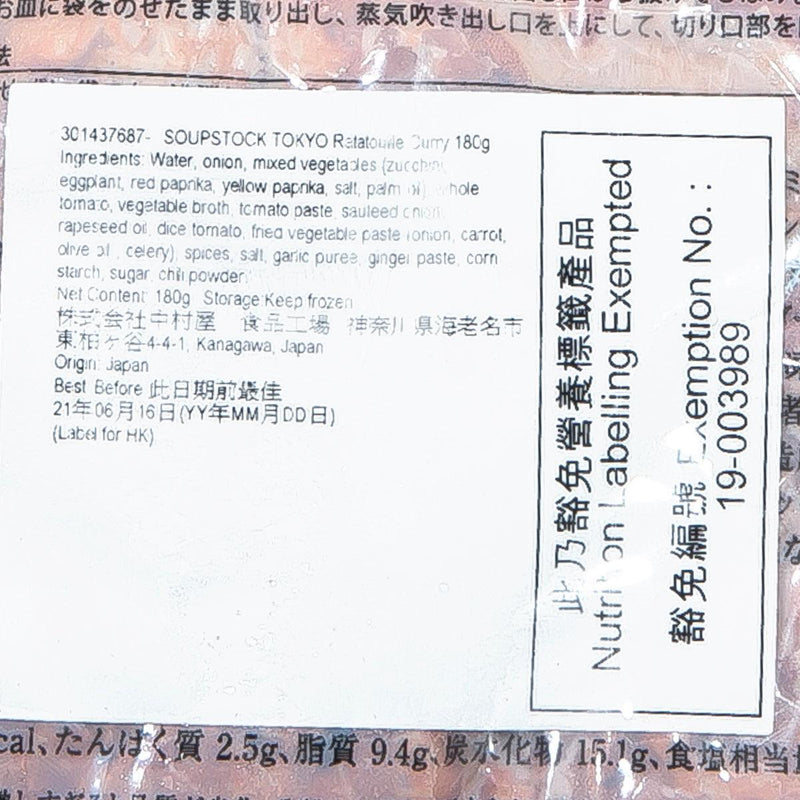 お皿に袋をのせたまま取り出し、蒸気吹き出し口を上にして、切り口部を
法
301437687- SOUPSTOCK TOKYO Ratatouille Curry 180g
Ingredients: Water, onion, mixed vegetables (zucchini,
eggplant, red paprika, yellow paprika, salt, palm oil), whole
tomato, vegetable broth, tomato paste, sauteed onion,
rapeseed oil, dice tomato, fried vegetable paste (onion, carrot,
olive oil , celery), spices, salt, garlic puree, ginger paste, corn
starch, sugar, chili powder.
Net Content: 180g Storage:Keep frozen
株式会社中村屋 食品工場 神奈川県海老名市
東柏ヶ谷4-4-1, Kanagawa, Japan
Origin: Japan
Best Before 此日期前最佳
21年06月16日(YY年MM月DD日)
(Label for HK)
此乃豁免營養標籤產品
Nutrition Labelling Exempted
豁免編號 Exemption No. :
19-003989
cal、たんぱく質 2.5g、脂質 9.4g、炭水化物 15.1g、食塩相当量